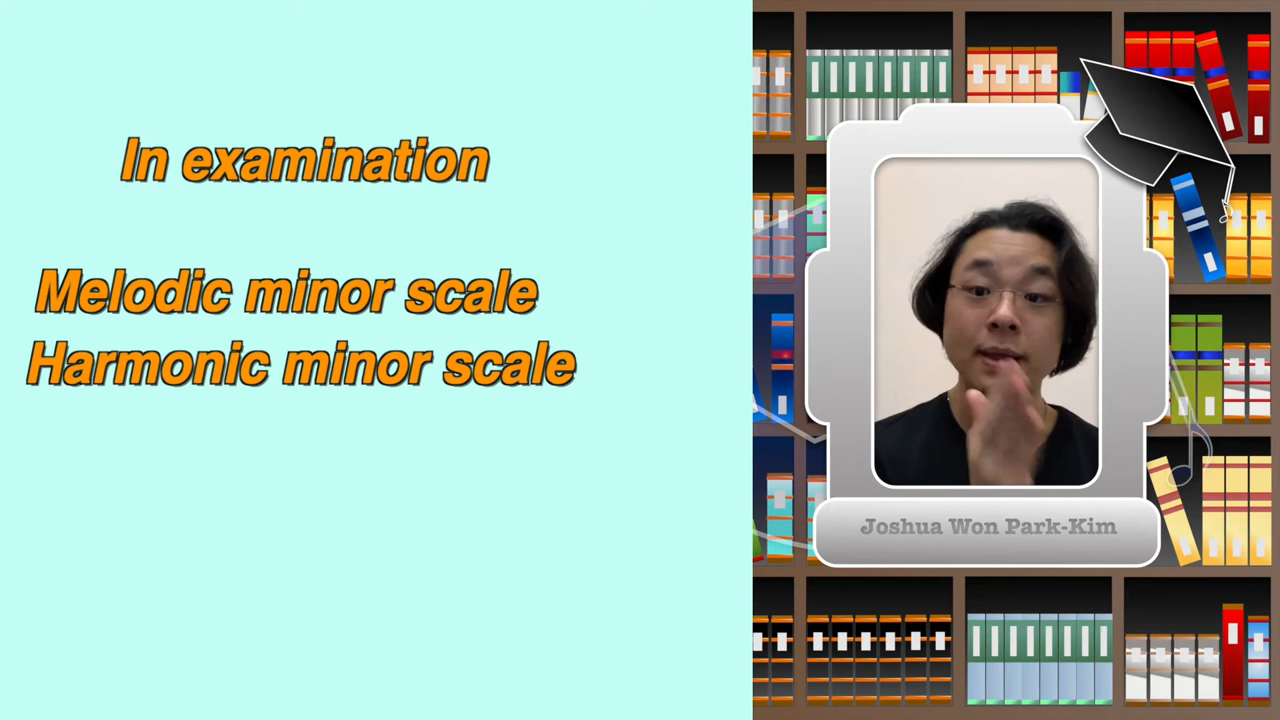 In examination
Melodic minor scale
Harmonic minor scale
Joshua Won Park-Kim